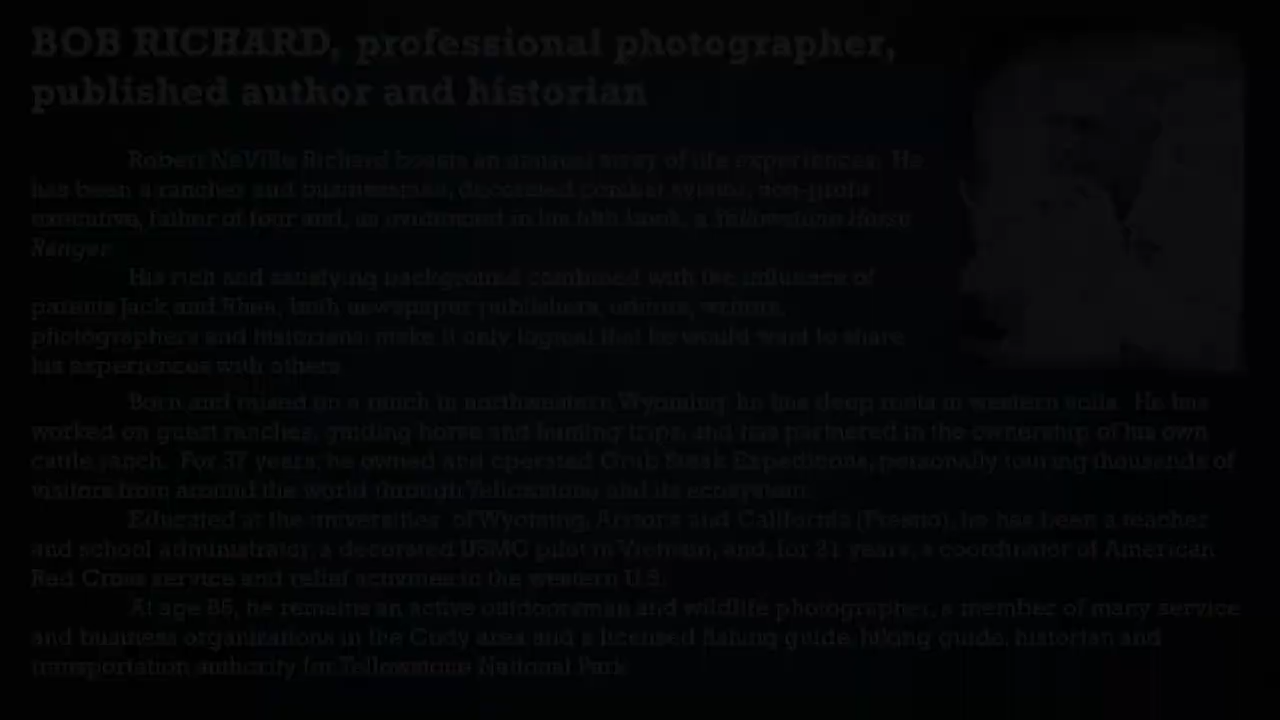 BOB RICHARD, professional photographer,
published author and historian
Robert NeVille Richard boasts an unusual array of life experiences. He
has been a rancher and businessman, decorated combat aviator, non-profit
executive, father of four and, as evidenced in his fifth book, a Yellowstone Horse
Ranger.
His rich and satisfying background combined with the influence of
parents Jack and Rhea, both newspaper publishers, editors, writers,
photographers and historians; make it only logical that he would want to share
his experiences with others.
Born and raised on a ranch in northwestern Wyoming, he has deep roots in western soils. He has
worked on guest ranches, guiding horse and hunting trips and has partnered in the ownership of his own
cattle ranch. For 37 years, he owned and operated Grub Steak Expeditions, personally touring thousands of
visitors from around the world through Yellowstone and its ecosystem.
Educated at the universities of Wyoming, Arizona and California (Fresno), he has been a teacher
and school administrator, a decorated USMC pilot in Vietnam, and, for 21 years, a coordinator of American
Red Cross service and relief activities in the western U.S.
At age 85, he remains an active outdoorsman and wildlife photographer, a member of many service
and business organizations in the Cody area and a licensed fishing guide, hiking guide, historian and
transportation authority for Yellowstone National Park.